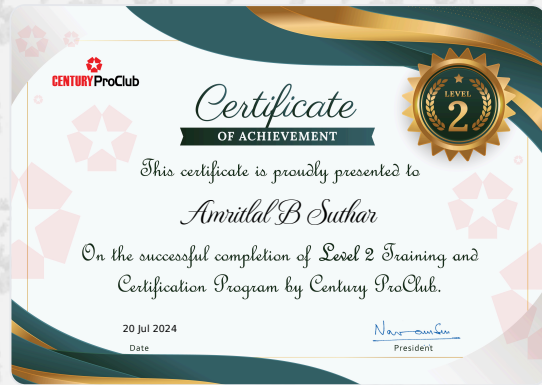 CENTURY ProClub
Certificate
OF ACHIEVEMENT
LEVEL
2
This certificate is proudly presented to
Amritlal B Suthar
On the successful completion of Level 2 Training and
Certification Program by Century ProClub.
20 Jul 2024
Date
President